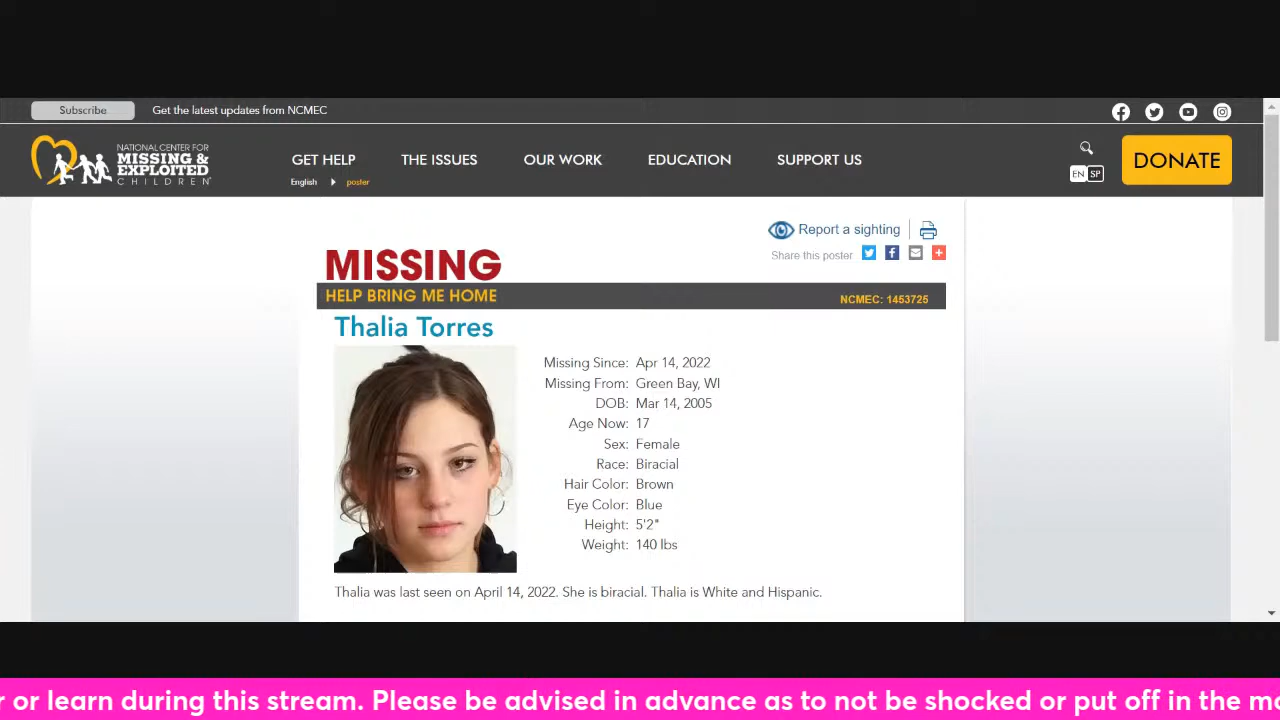 Subscribe Get the latest updates from NCMEC
NATIONAL CENTER FOR
MISSING &
EXPLOITED
CHILDREN
GET HELP THE ISSUES OUR WORK EDUCATION SUPPORT US
English poster
EN SP
DONATE
Report a sighting
Share this poster
MISSING
HELP BRING ME HOME NCMEC: 1453725
Thalia Torres
Missing Since: Apr 14, 2022
Missing From: Green Bay, WI
DOB: Mar 14, 2005
Age Now: 17
Sex: Female
Race: Biracial
Hair Color: Brown
Eye Color: Blue
Height: 5'2"
Weight: 140 lbs
Thalia was last seen on April 14, 2022. She is biracial. Thalia is White and Hispanic.
or learn during this stream. Please be advised in advance as to not be shocked or put off in the